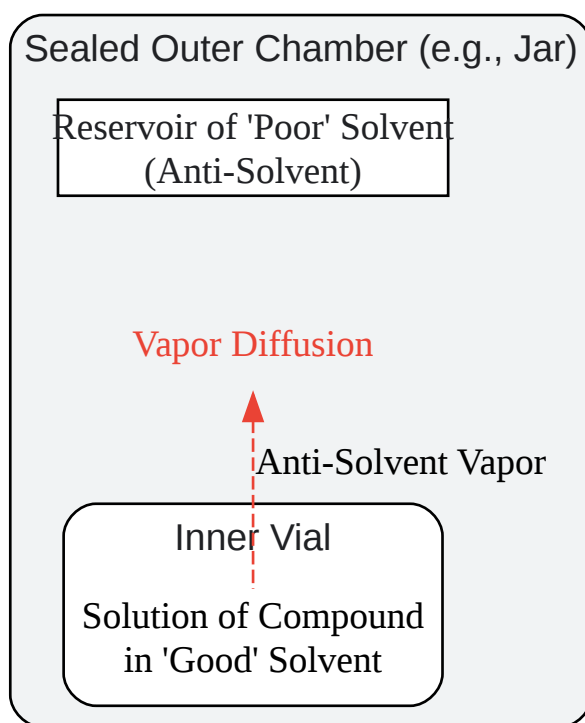 Sealed Outer Chamber (e.g., Jar)
Reservoir of 'Poor' Solvent
(Anti-Solvent)
Vapor Diffusion
Anti-Solvent Vapor
Inner Vial
Solution of Compound
in 'Good' Solvent